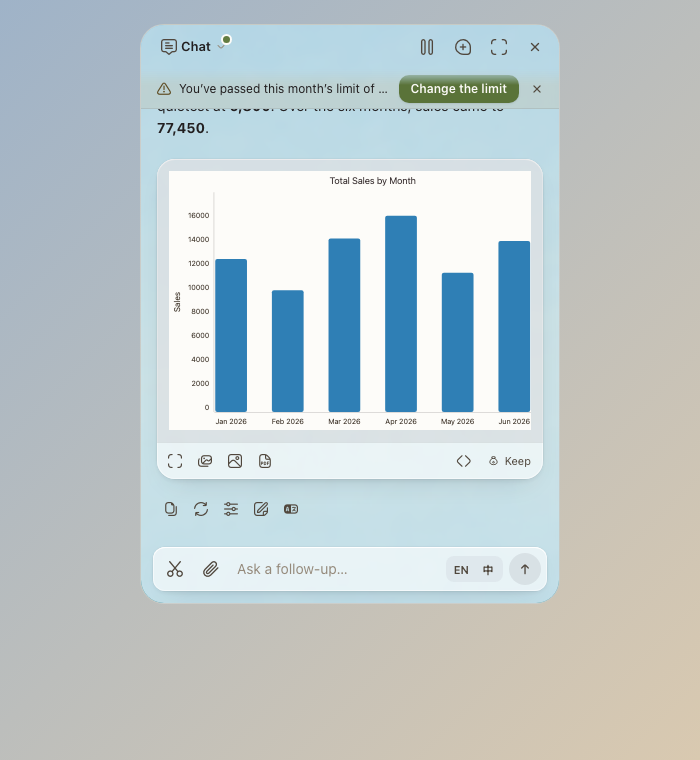 Chat
You've passed this month's limit of ...
Change the limit
77,450.
Total Sales by Month
Sales
16000
14000
12000
10000
8000
6000
4000
2000
0
Jan 2026 Feb 2026 Mar 2026 Apr 2026 May 2026 Jun 2026
PDF
Keep
Ask a follow-up...
EN 中